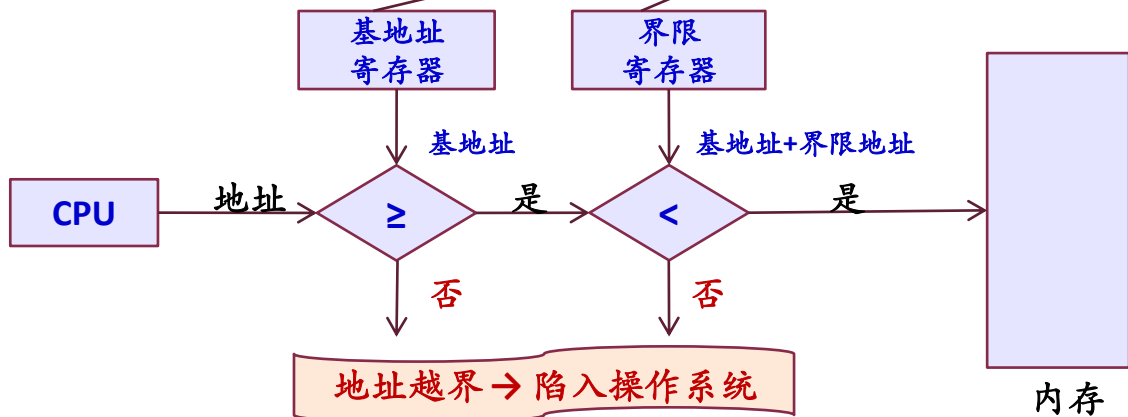 基地址
寄存器
界限
寄存器
基地址
基地址+界限地址
CPU
地址
≥
是
<
是
否
否
地址越界→陷入操作系统
内存